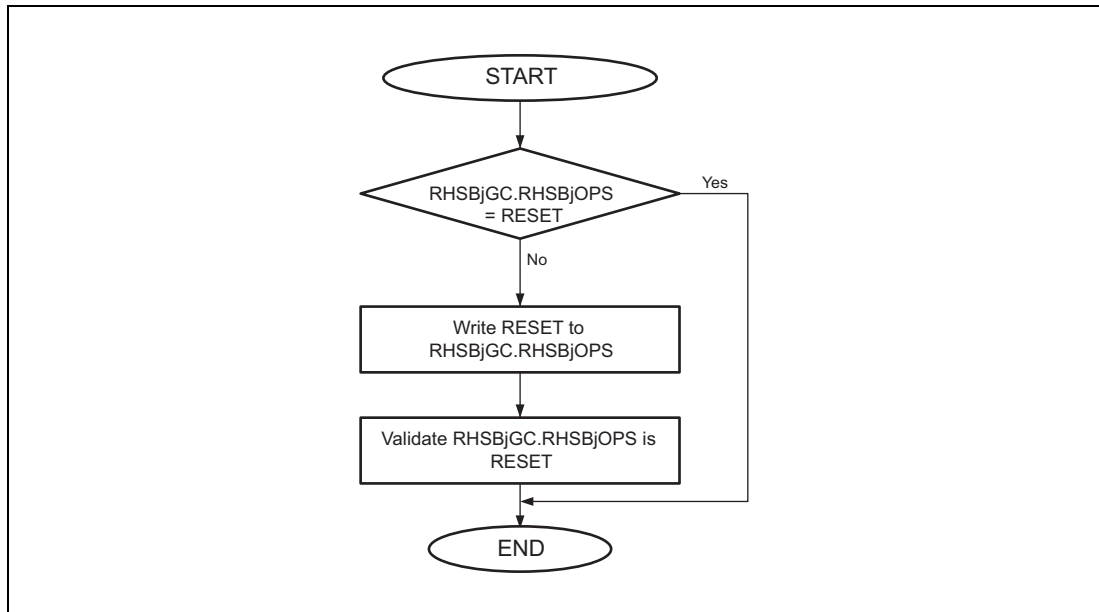 START
RHSBjGC.RHSBjOPS
= RESET
Yes
No
Write RESET to
RHSBjGC.RHSBjOPS
Validate RHSBjGC.RHSBjOPS is
RESET
END